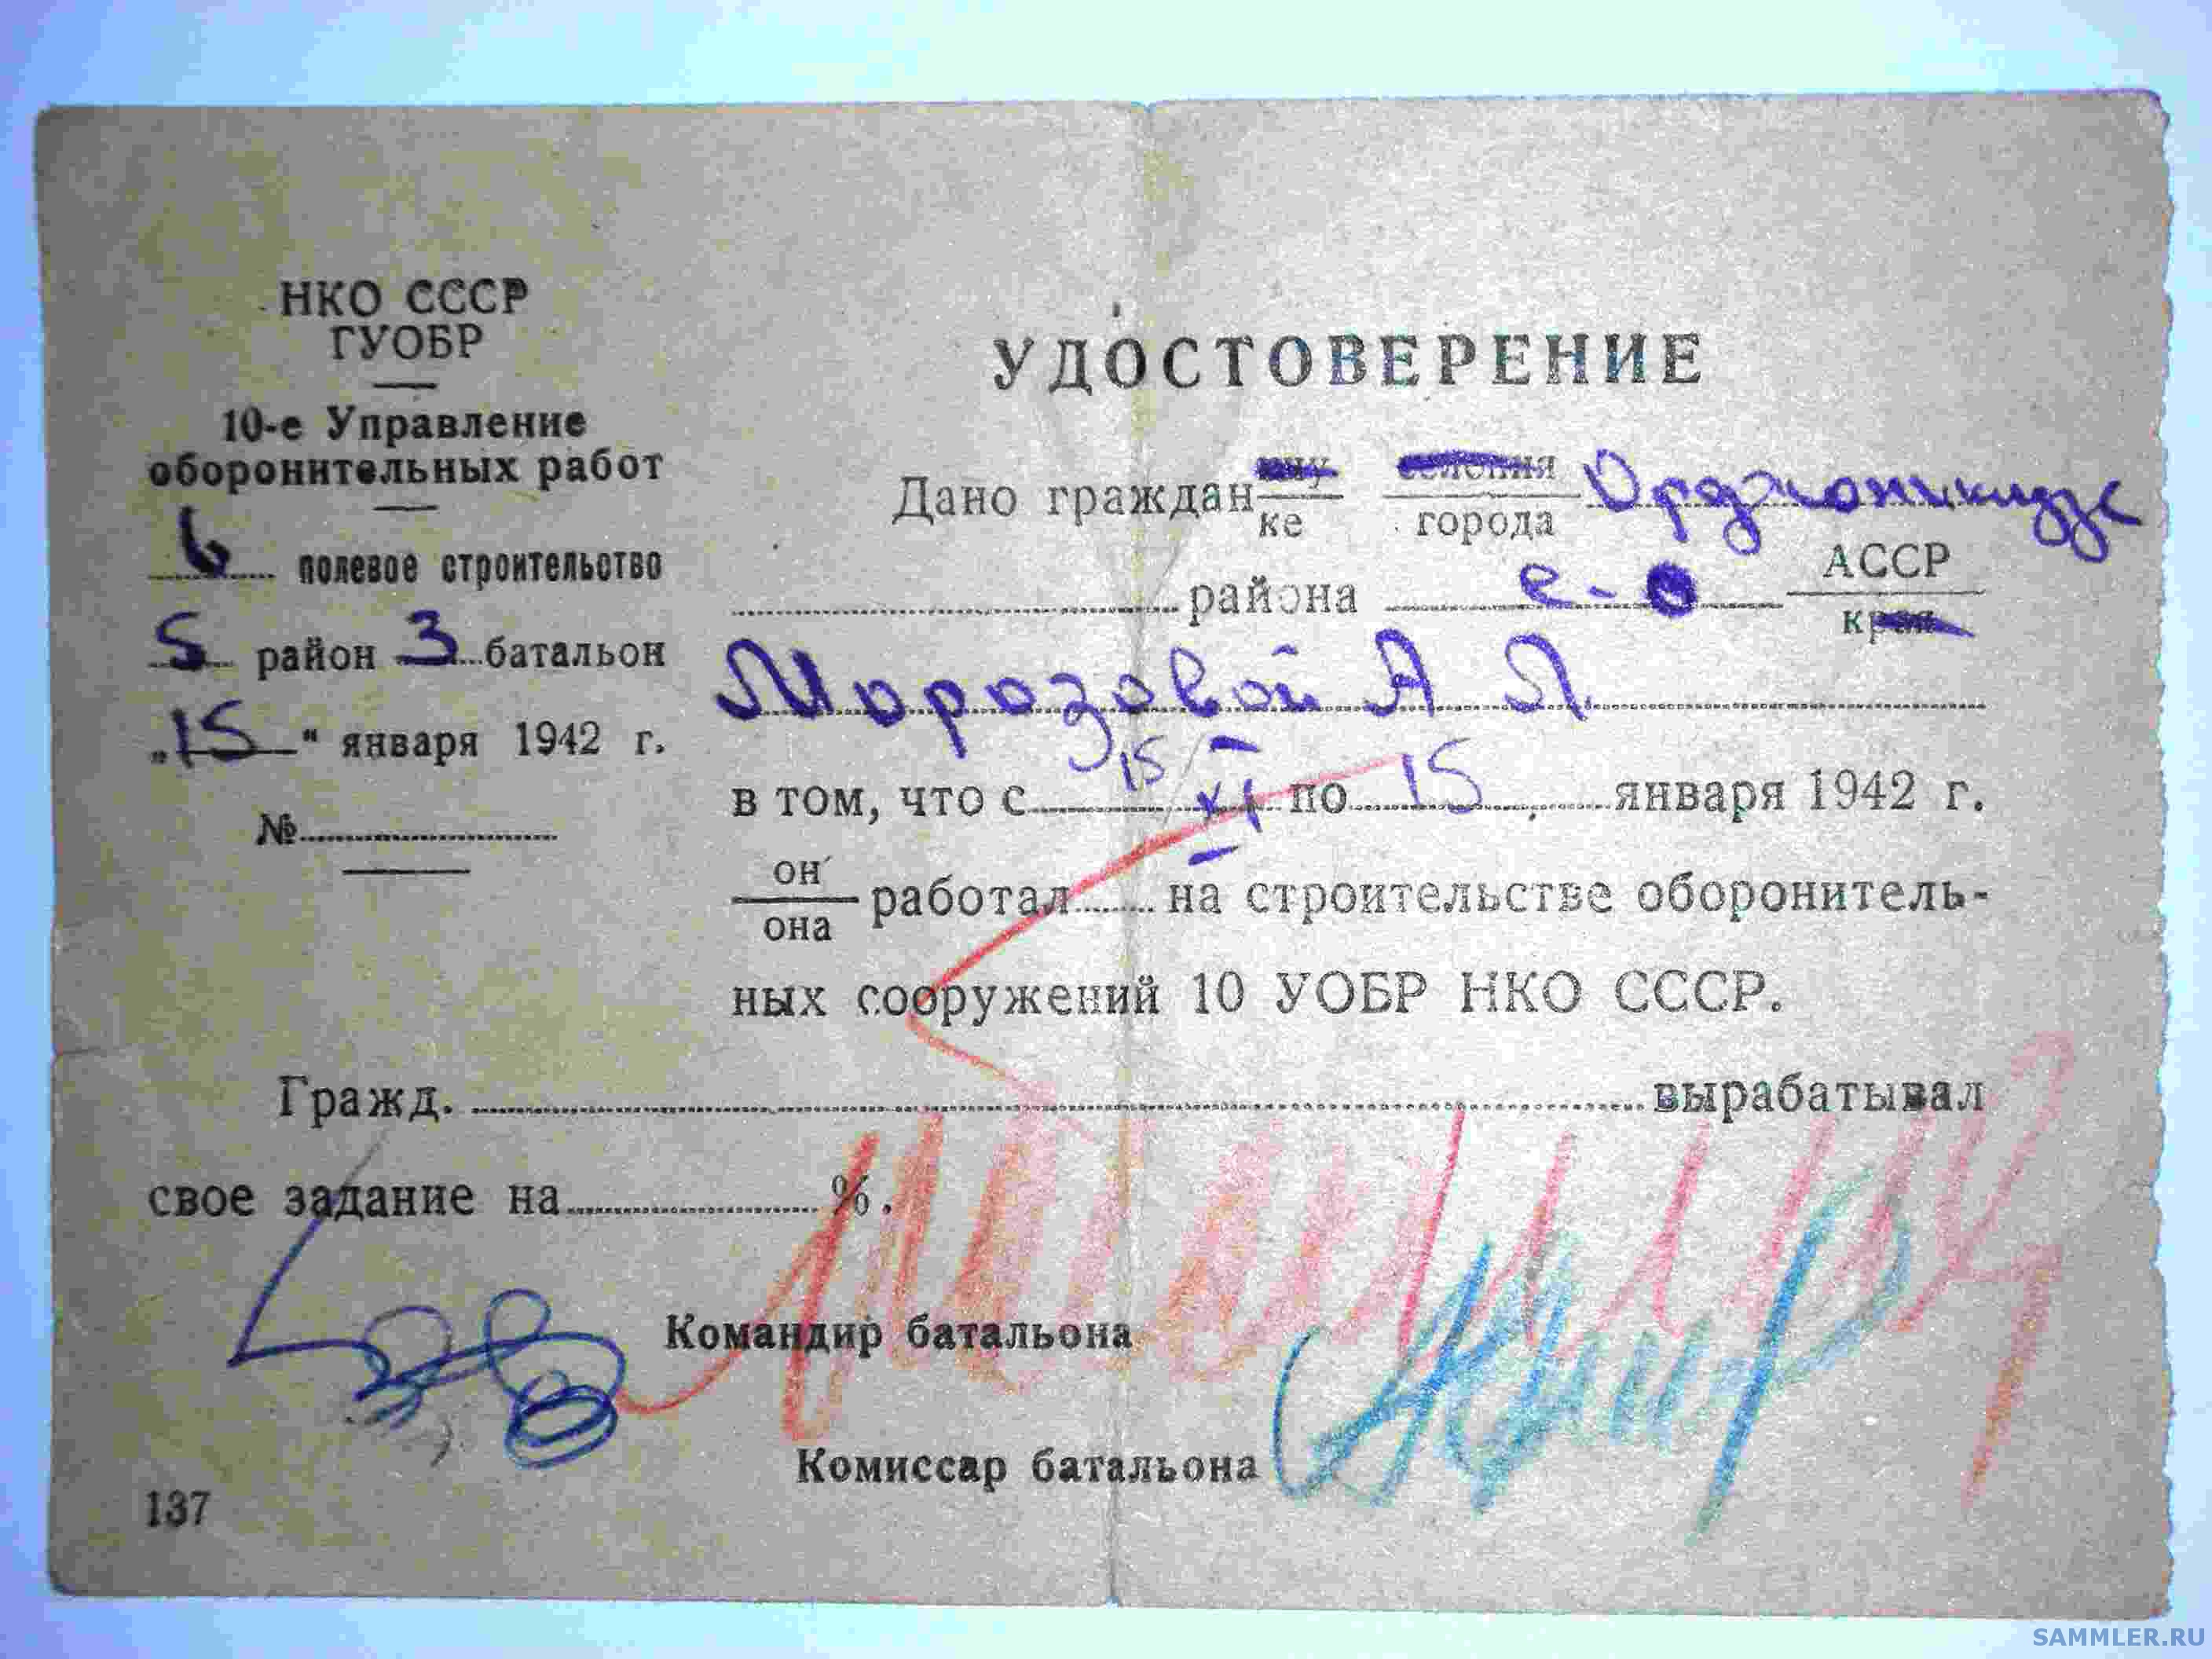 НКО СССР
ГУОБР
10-е Управление
оборонительных работ
6 полевое строительство
5 район 3 батальон
„15“ января 1942 г.
№
УДОСТОВЕРЕНИЕ
Дано граждан ину селения Орджоникидзе
ке города
района С-О АССР
края
Морозовой А Л
в том, что с 15/XI по 15 января 1942 г.
он
она работал на строительстве оборонитель-
ных сооружений 10 УОБР НКО СССР.
Гражд. вырабатывал
свое задание на %.
Командир батальона
Комиссар батальона
137
SAMMLER.RU